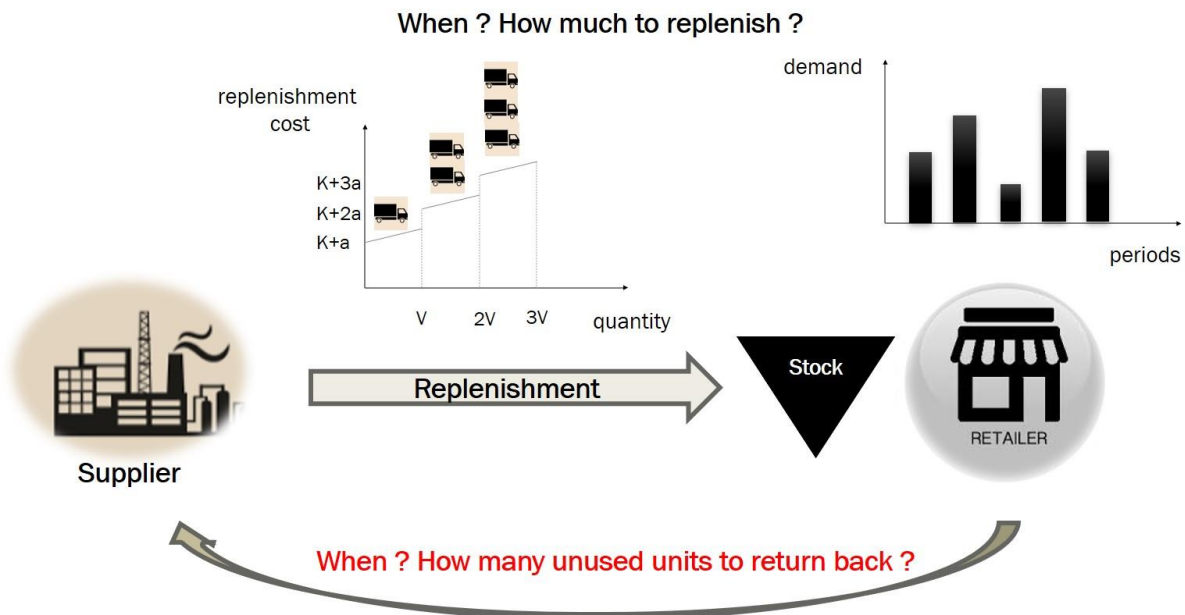 When ? How much to replenish ?
replenishment
cost
K+3a
K+2a
K+a
V 2V 3V quantity
demand
periods
Supplier
Replenishment
Stock
RETAILER
When ? How many unused units to return back ?